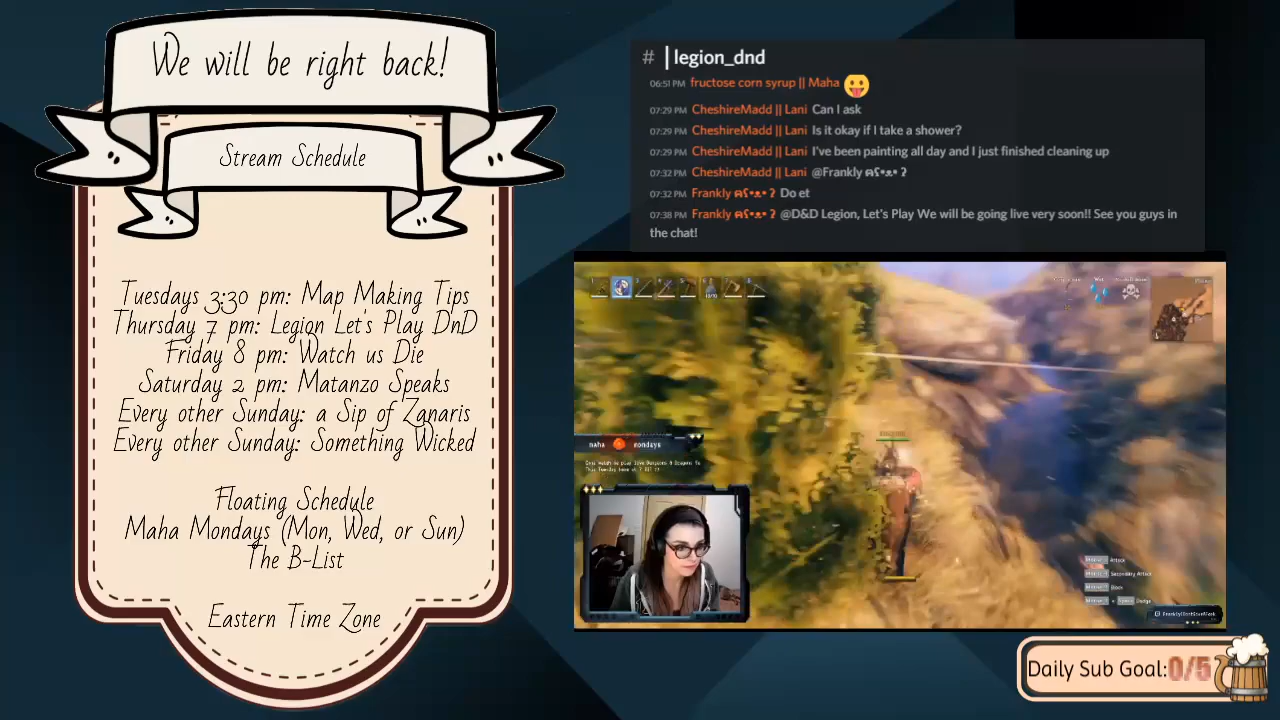 We will be right back!
Stream Schedule
Tuesdays 3:30 pm: Map Making Tips
Thursday 7 pm: Legion Let's Play DnD
Friday 8 pm: Watch us Die
Saturday 2 pm: Matanzo Speaks
Every other Sunday: a Sip of Zanaris
Every other Sunday: Something Wicked
Floating Schedule
Maha Mondays (Mon, Wed, or Sun)
The B-List
Eastern Time Zone
# | legion_dnd
06:51 PM fructose corn syrup || Maha 😛
07:29 PM CheshireMadd || Lani Can I ask
07:29 PM CheshireMadd || Lani Is it okay if I take a shower?
07:29 PM CheshireMadd || Lani I've been painting all day and I just finished cleaning up
07:32 PM CheshireMadd || Lani @Frankly ฅʕ•ᴥ•ʔ
07:32 PM Frankly ฅʕ•ᴥ•ʔ Do et
07:38 PM Frankly ฅʕ•ᴥ•ʔ @D&D Legion, Let's Play We will be going live very soon!! See you guys in
the chat!
Wet
maha mondays
Attack
Secondary Attack
Block
Dodge
Daily Sub Goal: 0/5